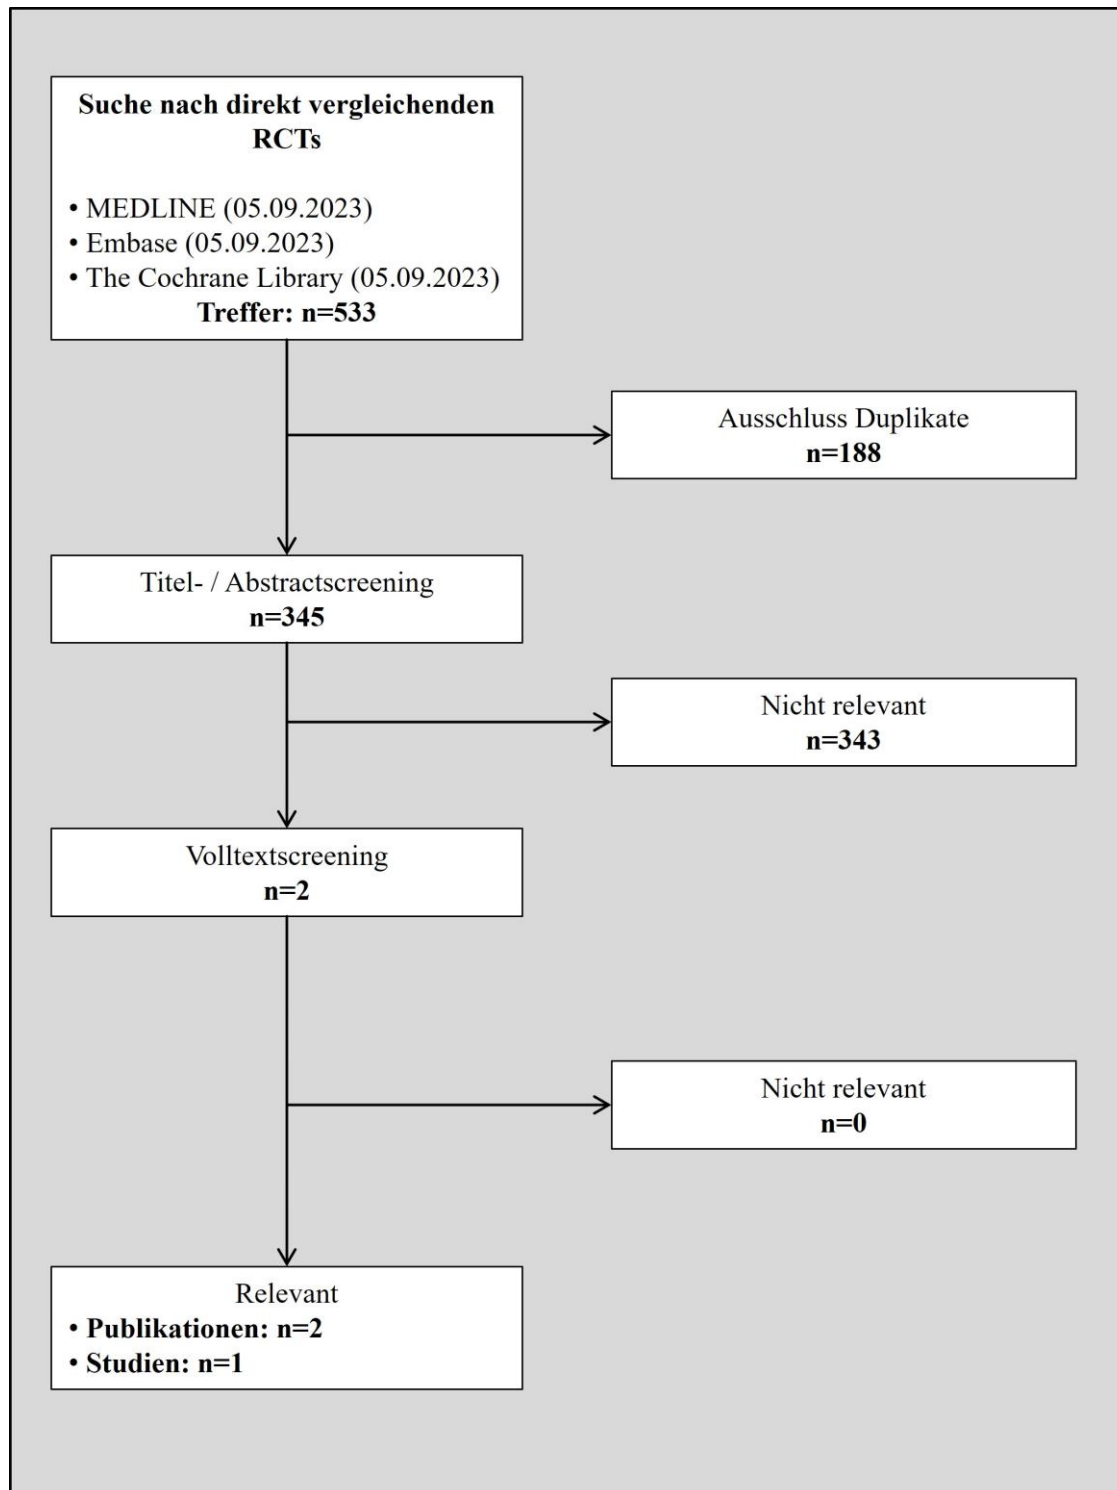 Suche nach direkt vergleichenden
RCTs
• MEDLINE (05.09.2023)
• Embase (05.09.2023)
• The Cochrane Library (05.09.2023)
Treffer: n=533
Ausschluss Duplikate
n=188
Titel- / Abstractscreening
n=345
Nicht relevant
n=343
Volltextscreening
n=2
Nicht relevant
n=0
Relevant
• Publikationen: n=2
• Studien: n=1